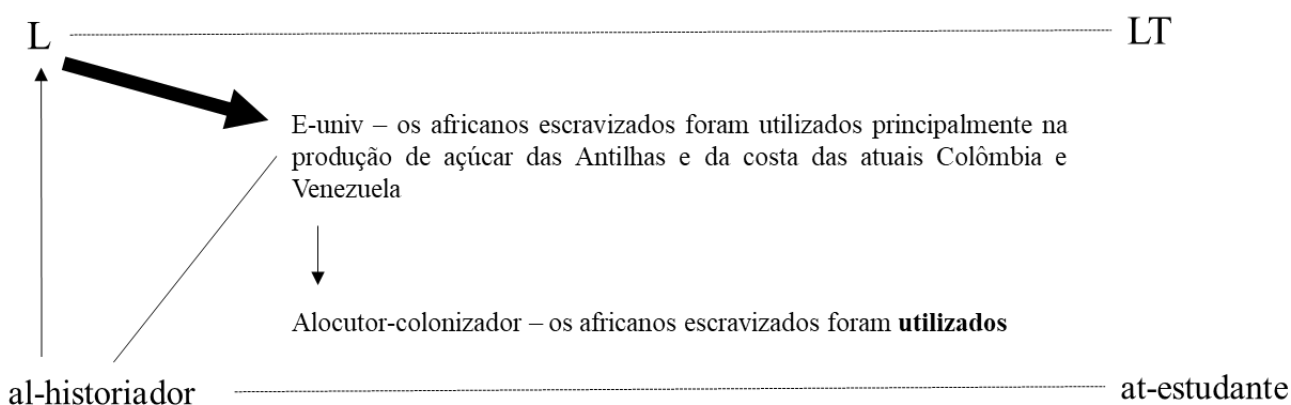 L
LT
E-univ – os africanos escravizados foram utilizados principalmente na
produção de açúcar das Antilhas e da costa das atuais Colômbia e
Venezuela
Alocutor-colonizador – os africanos escravizados foram utilizados
al-historiador
at-estudante